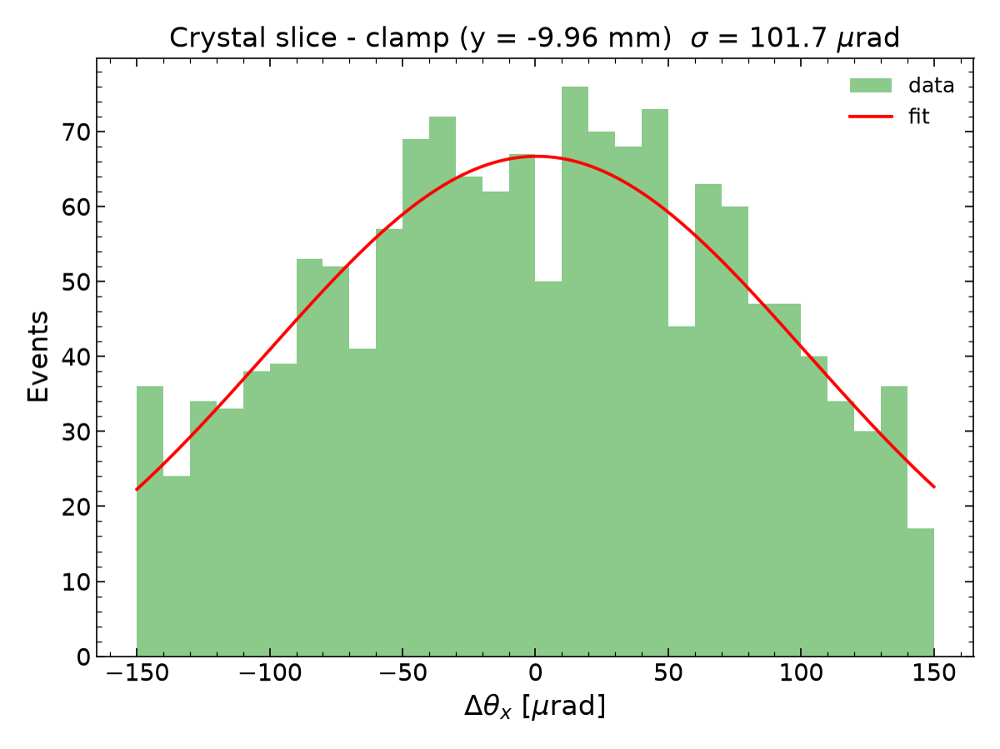 Crystal slice - clamp (y = -9.96 mm)  σ = 101.7 μrad
data
fit
70
60
50
40
30
20
10
0
Events
−150 −100 −50 0 50 100 150
Δθx [μrad]